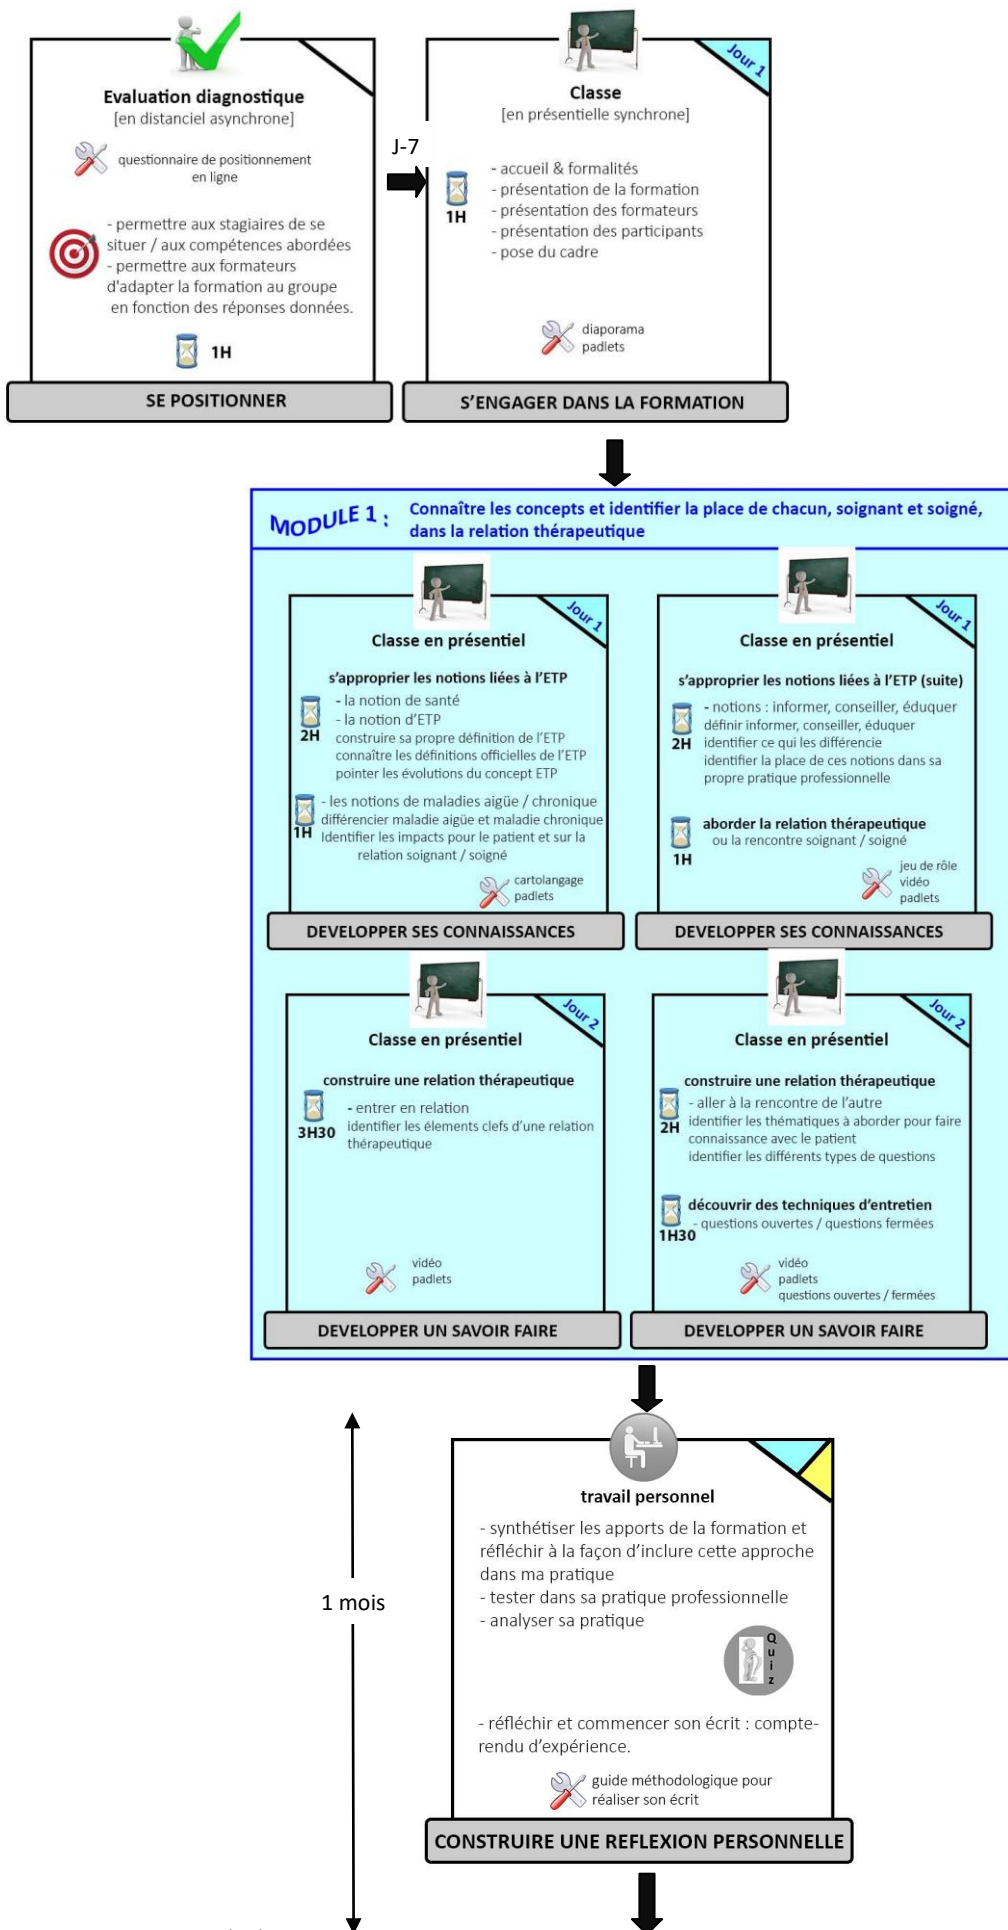 Evaluation diagnostique
[en distanciel asynchrone]
questionnaire de positionnement
en ligne
- permettre aux stagiaires de se
situer / aux compétences abordées
- permettre aux formateurs
d'adapter la formation au groupe
en fonction des réponses données.
1H
SE POSITIONNER
J-7
Jour 1
Classe
[en présentielle synchrone]
1H
- accueil & formalités
- présentation de la formation
- présentation des formateurs
- présentation des participants
- pose du cadre
diaporama
padlets
S'ENGAGER DANS LA FORMATION
MODULE 1 :
Connaître les concepts et identifier la place de chacun, soignant et soigné,
dans la relation thérapeutique
Jour 1
Classe en présentiel
s'approprier les notions liées à l'ETP
2H
- la notion de santé
- la notion d'ETP
construire sa propre définition de l'ETP
connaître les définitions officielles de l'ETP
pointer les évolutions du concept ETP
1H
- les notions de maladies aigüe / chronique
différencier maladie aigue et maladie chronique
Identifier les impacts pour le patient et sur la
relation soignant / soigné
cartolangage
padlets
DEVELOPPER SES CONNAISSANCES
Jour 1
Classe en présentiel
s'approprier les notions liées à l'ETP (suite)
2H
- notions : informer, conseiller, éduquer
définir informer, conseiller, éduquer
identifier ce qui les différencie
identifier la place de ces notions dans sa
propre pratique professionnelle
1H
aborder la relation thérapeutique
ou la rencontre soignant / soigné
jeu de rôle
vidéo
padlets
DEVELOPPER SES CONNAISSANCES
Jour 2
Classe en présentiel
construire une relation thérapeutique
3H30
- entrer en relation
identifier les élements clefs d'une relation
thérapeutique
vidéo
padlets
DEVELOPPER UN SAVOIR FAIRE
Jour 2
Classe en présentiel
construire une relation thérapeutique
2H
- aller à la rencontre de l'autre
identifier les thématiques à aborder pour faire
connaissance avec le patient
identifier les différents types de questions
découvrir des techniques d'entretien
- questions ouvertes / questions fermées
1H30
vidéo
padlets
questions ouvertes / fermées
DEVELOPPER UN SAVOIR FAIRE
1 mois
travail personnel
- synthétiser les apports de la formation et
réfléchir à la façon d'inclure cette approche
dans ma pratique
- tester dans sa pratique professionnelle
- analyser sa pratique
Quiz
- réfléchir et commencer son écrit : compte-
rendu d'expérience.
guide méthodologique pour
réaliser son écrit
CONSTRUIRE UNE REFLEXION PERSONNELLE